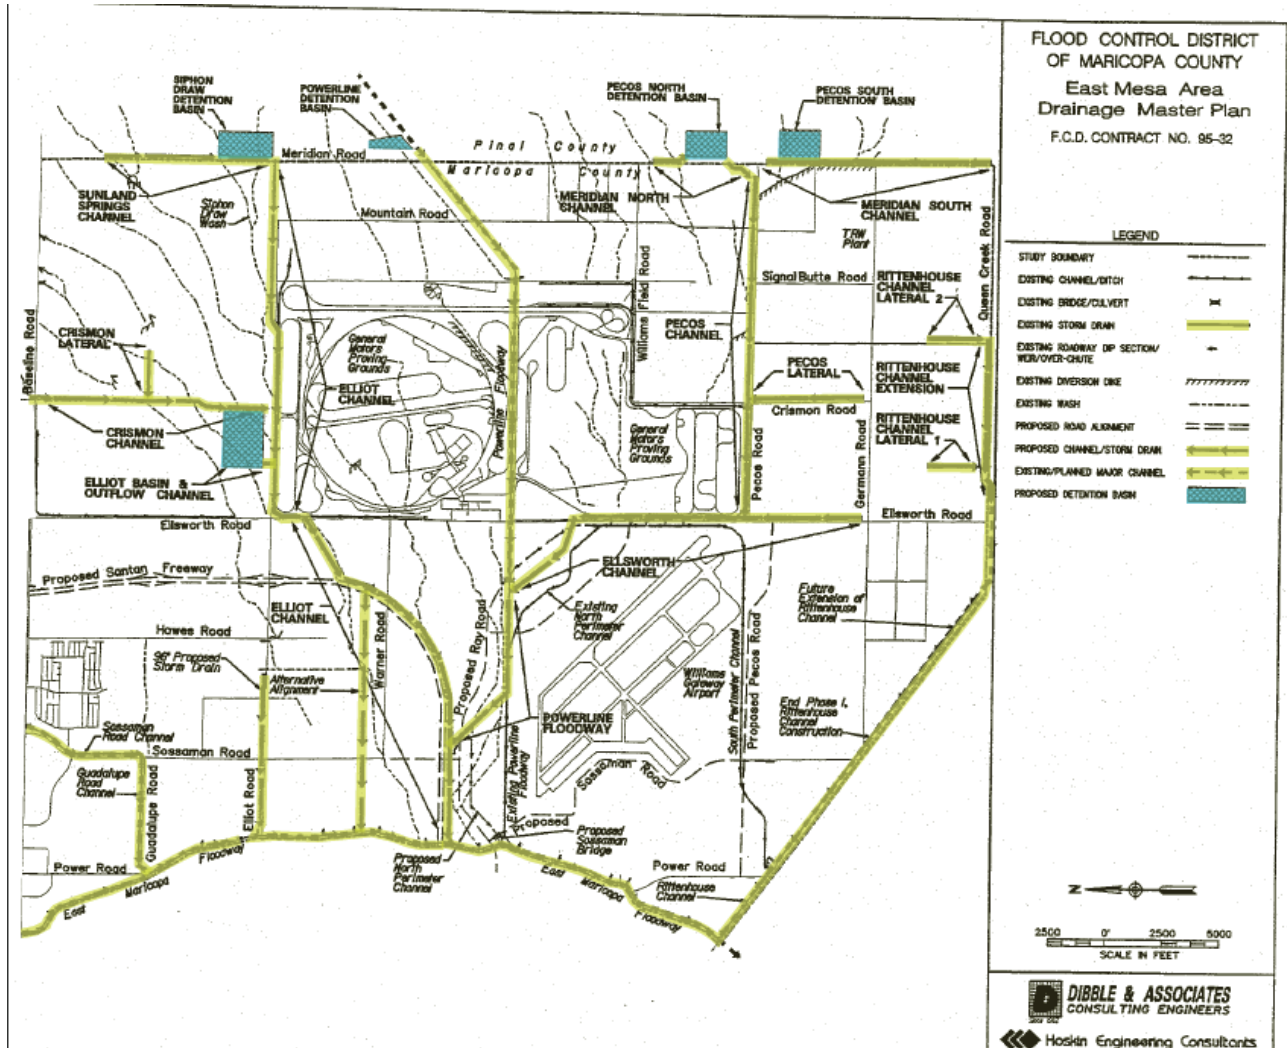 FLOOD CONTROL DISTRICT
OF MARICOPA COUNTY
East Mesa Area
Drainage Master Plan
F.C.D. CONTRACT NO. 95-32
SIPHON
DRAW
DETENTION
BASIN
POWERLINE
DETENTION
BASIN
PECOS NORTH
DETENTION BASIN
PECOS SOUTH
DETENTION BASIN
Meridian Road
Pinal County
Maricopa County
SUNLAND
SPRINGS
CHANNEL
Siphon
Draw
Wash
Mountain Road
MERIDIAN NORTH
CHANNEL
MERIDIAN SOUTH
CHANNEL
TRW
Plant
Queen Creek Road
Williams Field Road
Signal Butte Road
RITTENHOUSE
CHANNEL
LATERAL 2
Baseline Road
CRISMON
LATERAL
General
Motors
Proving
Grounds
Powerline Floodway
PECOS
CHANNEL
ELLIOT
CHANNEL
PECOS
LATERAL
RITTENHOUSE
CHANNEL
EXTENSION
Crismon Road
CRISMON
CHANNEL
General
Motors
Proving
Grounds
Pecos Road
Germann Road
RITTENHOUSE
CHANNEL
LATERAL 1
ELLIOT BASIN &
OUTFLOW CHANNEL
Ellsworth Road
Ellsworth Road
Proposed Santan Freeway
ELLSWORTH
CHANNEL
ELLIOT
CHANNEL
Existing
North
Perimeter
Channel
Future
Extension of
Rittenhouse
Channel
Hawes Road
96" Proposed
Storm Drain
Alternative
Alignment
Warner Road
Proposed Ray Road
Williams
Gateway
Airport
South Perimeter Channel
Proposed Pecos Road
End Phase I,
Rittenhouse
Channel
Construction
POWERLINE
FLOODWAY
Sossaman
Road Channel
Sossaman Road
Guadalupe
Road
Channel
Guadalupe Road
Elliot Road
Existing Powerline
Floodway
Sossaman Road
Proposed
Proposed
Sossaman
Bridge
Proposed
North
Perimeter
Channel
Power Road
Power Road
Rittenhouse
Channel
East Maricopa Floodway
East Maricopa Floodway
LEGEND
STUDY BOUNDARY
EXISTING CHANNEL/DITCH
EXISTING BRIDGE/CULVERT
EXISTING STORM DRAIN
EXISTING ROADWAY DIP SECTION/
WEIR/OVER-CHUTE
EXISTING DIVERSION DIKE
EXISTING WASH
PROPOSED ROAD ALIGNMENT
PROPOSED CHANNEL/STORM DRAIN
EXISTING/PLANNED MAJOR CHANNEL
PROPOSED DETENTION BASIN
N
2500 0' 2500 5000
SCALE IN FEET
DIBBLE & ASSOCIATES
CONSULTING ENGINEERS
Hoskin Engineering Consultants